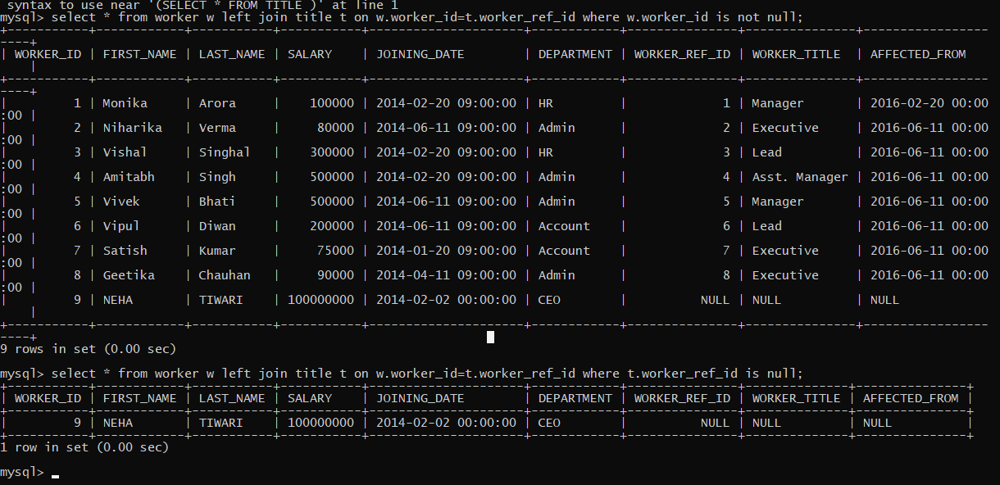 syntax to use near '(SELECT * FROM TITLE )' at line 1
mysql> select * from worker w left join title t on w.worker_id=t.worker_ref_id where w.worker_id is not null;
+-----------+------------+-----------+-----------+---------------------+------------+---------------+---------------+-----------------
----+
| WORKER_ID | FIRST_NAME | LAST_NAME | SALARY    | JOINING_DATE        | DEPARTMENT | WORKER_REF_ID | WORKER_TITLE  | AFFECTED_FROM
    |
+-----------+------------+-----------+-----------+---------------------+------------+---------------+---------------+-----------------
----+
|         1 | Monika     | Arora     |    100000 | 2014-02-20 09:00:00 | HR         |             1 | Manager       | 2016-02-20 00:00
:00 |
|         2 | Niharika   | Verma     |     80000 | 2014-06-11 09:00:00 | Admin      |             2 | Executive     | 2016-06-11 00:00
:00 |
|         3 | Vishal     | Singhal   |    300000 | 2014-02-20 09:00:00 | HR         |             3 | Lead          | 2016-06-11 00:00
:00 |
|         4 | Amitabh    | Singh     |    500000 | 2014-02-20 09:00:00 | Admin      |             4 | Asst. Manager | 2016-06-11 00:00
:00 |
|         5 | Vivek      | Bhati     |    500000 | 2014-06-11 09:00:00 | Admin      |             5 | Manager       | 2016-06-11 00:00
:00 |
|         6 | Vipul      | Diwan     |    200000 | 2014-06-11 09:00:00 | Account    |             6 | Lead          | 2016-06-11 00:00
:00 |
|         7 | Satish     | Kumar     |     75000 | 2014-01-20 09:00:00 | Account    |             7 | Executive     | 2016-06-11 00:00
:00 |
|         8 | Geetika    | Chauhan   |     90000 | 2014-04-11 09:00:00 | Admin      |             8 | Executive     | 2016-06-11 00:00
:00 |
|         9 | NEHA       | TIWARI    | 100000000 | 2014-02-02 00:00:00 | CEO        |          NULL | NULL          | NULL
    |
+-----------+------------+-----------+-----------+---------------------+------------+---------------+---------------+-----------------
----+
9 rows in set (0.00 sec)
mysql> select * from worker w left join title t on w.worker_id=t.worker_ref_id where t.worker_ref_id is null;
+-----------+------------+-----------+-----------+---------------------+------------+---------------+--------------+---------------+
| WORKER_ID | FIRST_NAME | LAST_NAME | SALARY    | JOINING_DATE        | DEPARTMENT | WORKER_REF_ID | WORKER_TITLE | AFFECTED_FROM |
+-----------+------------+-----------+-----------+---------------------+------------+---------------+--------------+---------------+
|         9 | NEHA       | TIWARI    | 100000000 | 2014-02-02 00:00:00 | CEO        |          NULL | NULL         | NULL          |
+-----------+------------+-----------+-----------+---------------------+------------+---------------+--------------+---------------+
1 row in set (0.00 sec)
mysql>